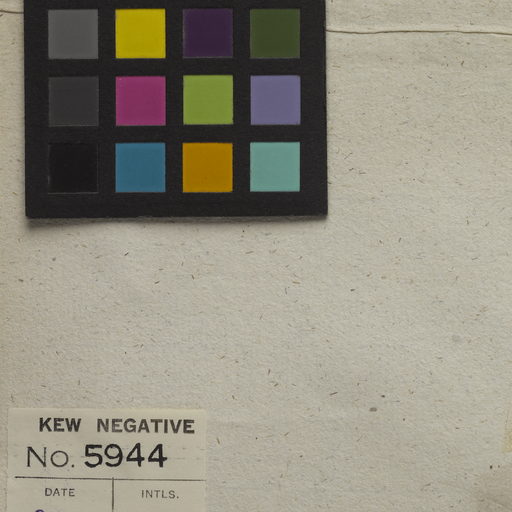 KEW NEGATIVE
No. 5944
DATE INTLS.